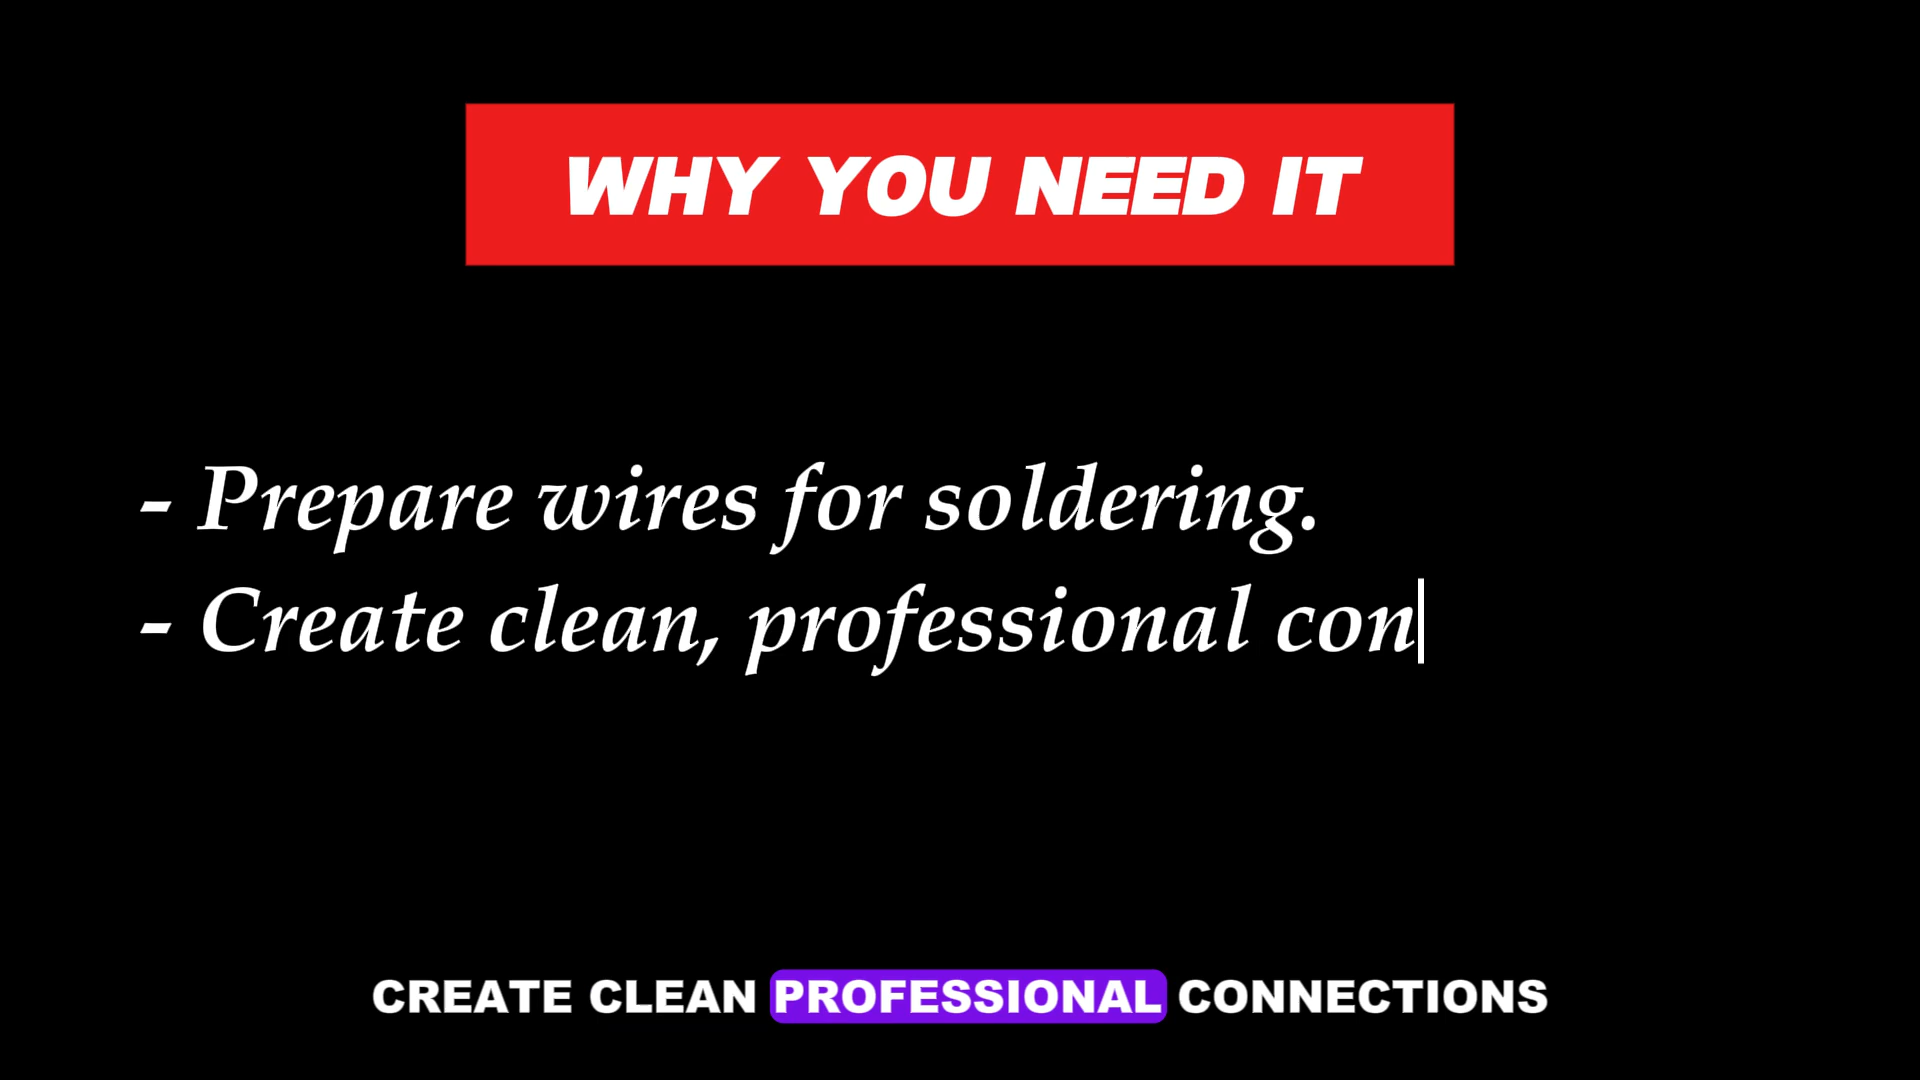 WHY YOU NEED IT
- Prepare wires for soldering.
- Create clean, professional con
CREATE CLEAN PROFESSIONAL CONNECTIONS